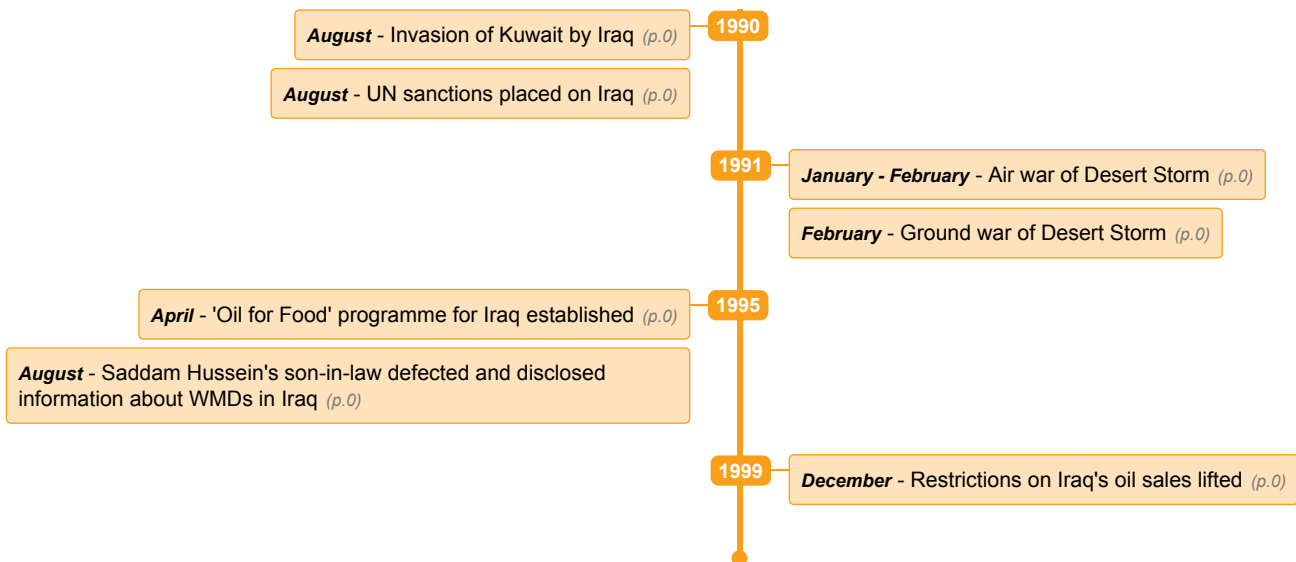 1990
August - Invasion of Kuwait by Iraq (p.0)
August - UN sanctions placed on Iraq (p.0)
1991
January - February - Air war of Desert Storm (p.0)
February - Ground war of Desert Storm (p.0)
1995
April - 'Oil for Food' programme for Iraq established (p.0)
August - Saddam Hussein's son-in-law defected and disclosed
information about WMDs in Iraq (p.0)
1999
December - Restrictions on Iraq's oil sales lifted (p.0)